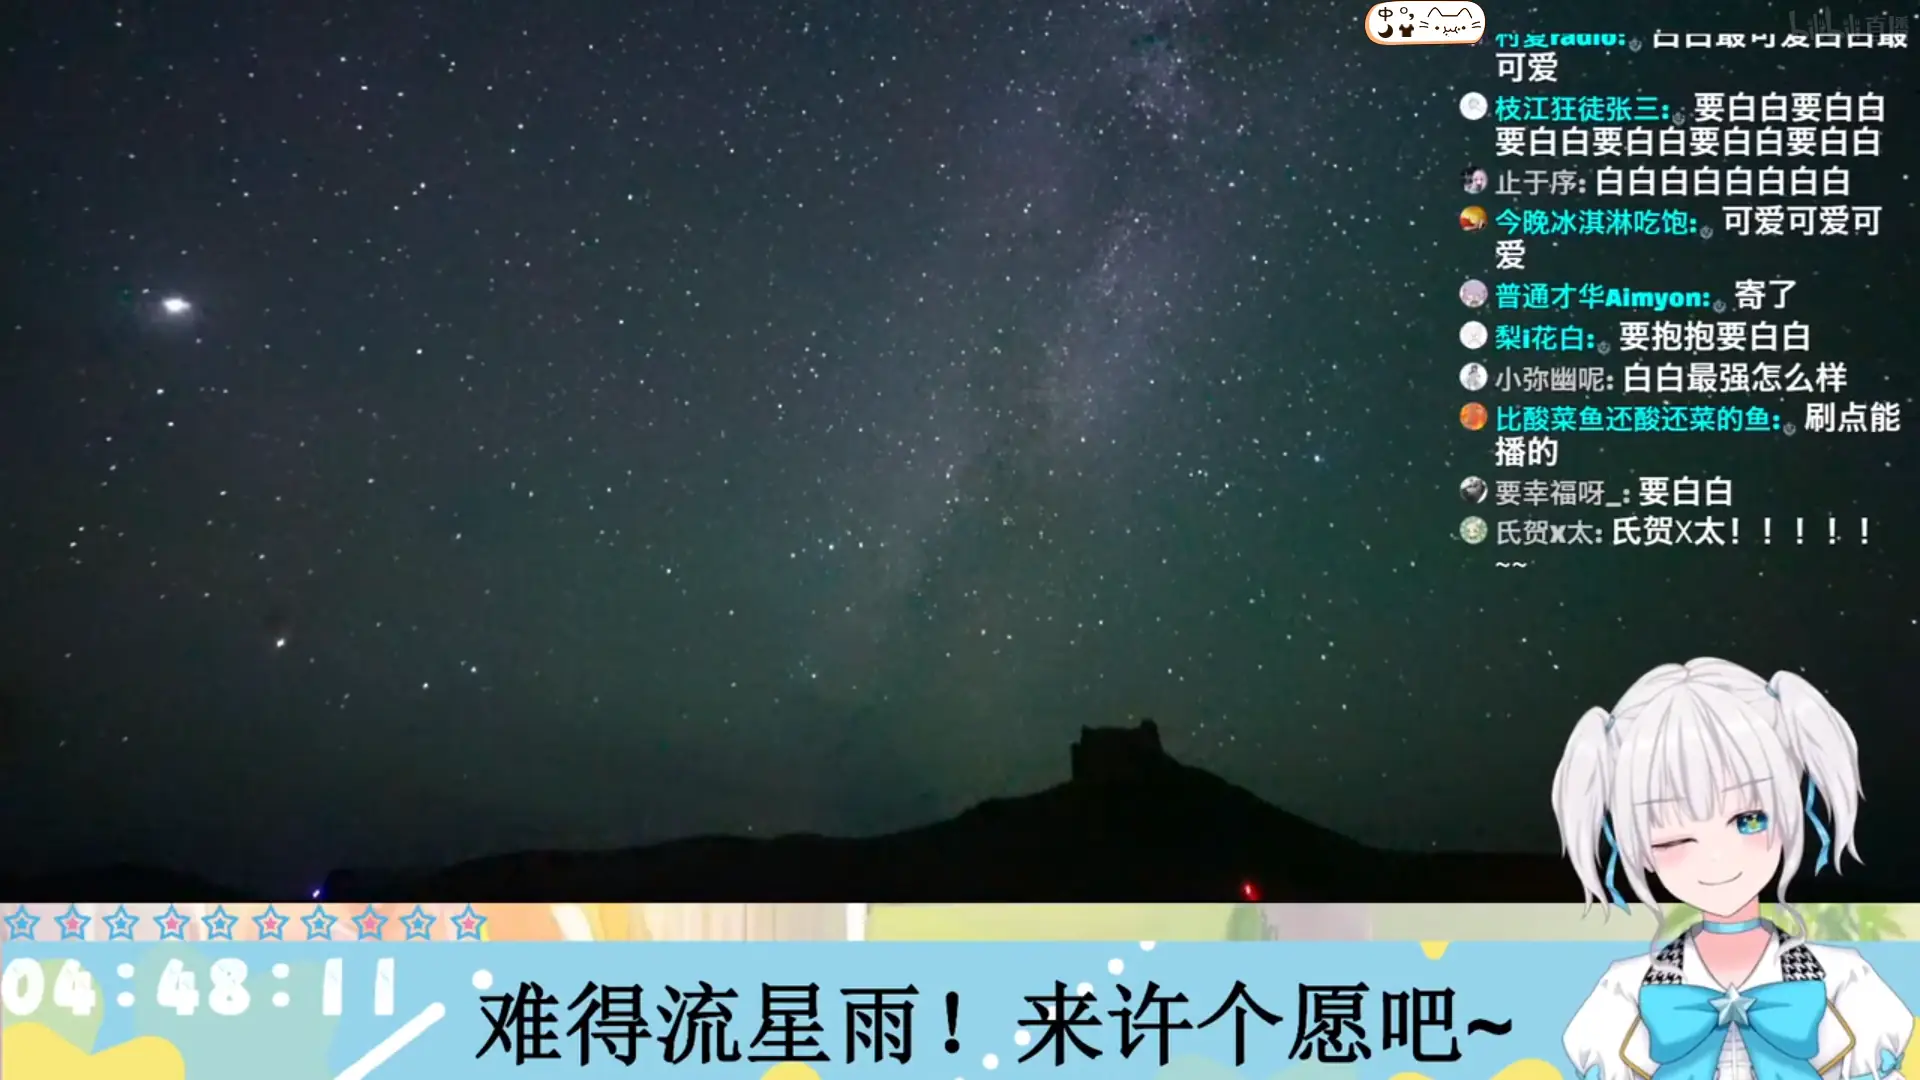 中
可爱
枝江狂徒张三: 要白白要白白
要白白要白白要白白要白白
止于序: 白白白白白白白白
今晚冰淇淋吃饱: 可爱可爱可
爱
普通才华Aimyon: 寄了
梨i花白: 要抱抱要白白
小弥幽呢: 白白最强怎么样
比酸菜鱼还酸还菜的鱼: 刷点能
播的
要幸福呀_: 要白白
氏贺x太: 氏贺X太！！！！！
~~
04:48:11
难得流星雨！来许个愿吧~